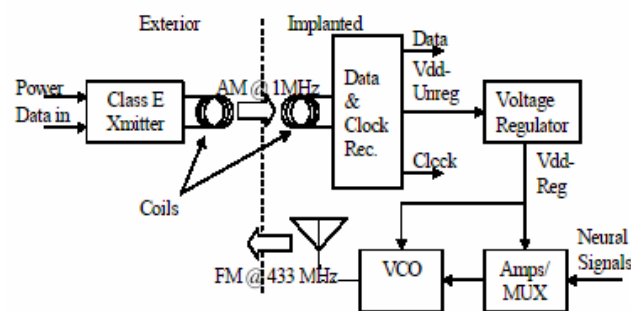 Exterior
Implanted
Power
Data in
Class E
Xmitter
AM @ 1MHz
Data
&
Clock
Rec.
Data
Vdd-
Unreg
Clock
Voltage
Regulator
Vdd-
Reg
Coils
FM @ 433 MHz
VCO
Amps/
MUX
Neural
Signals